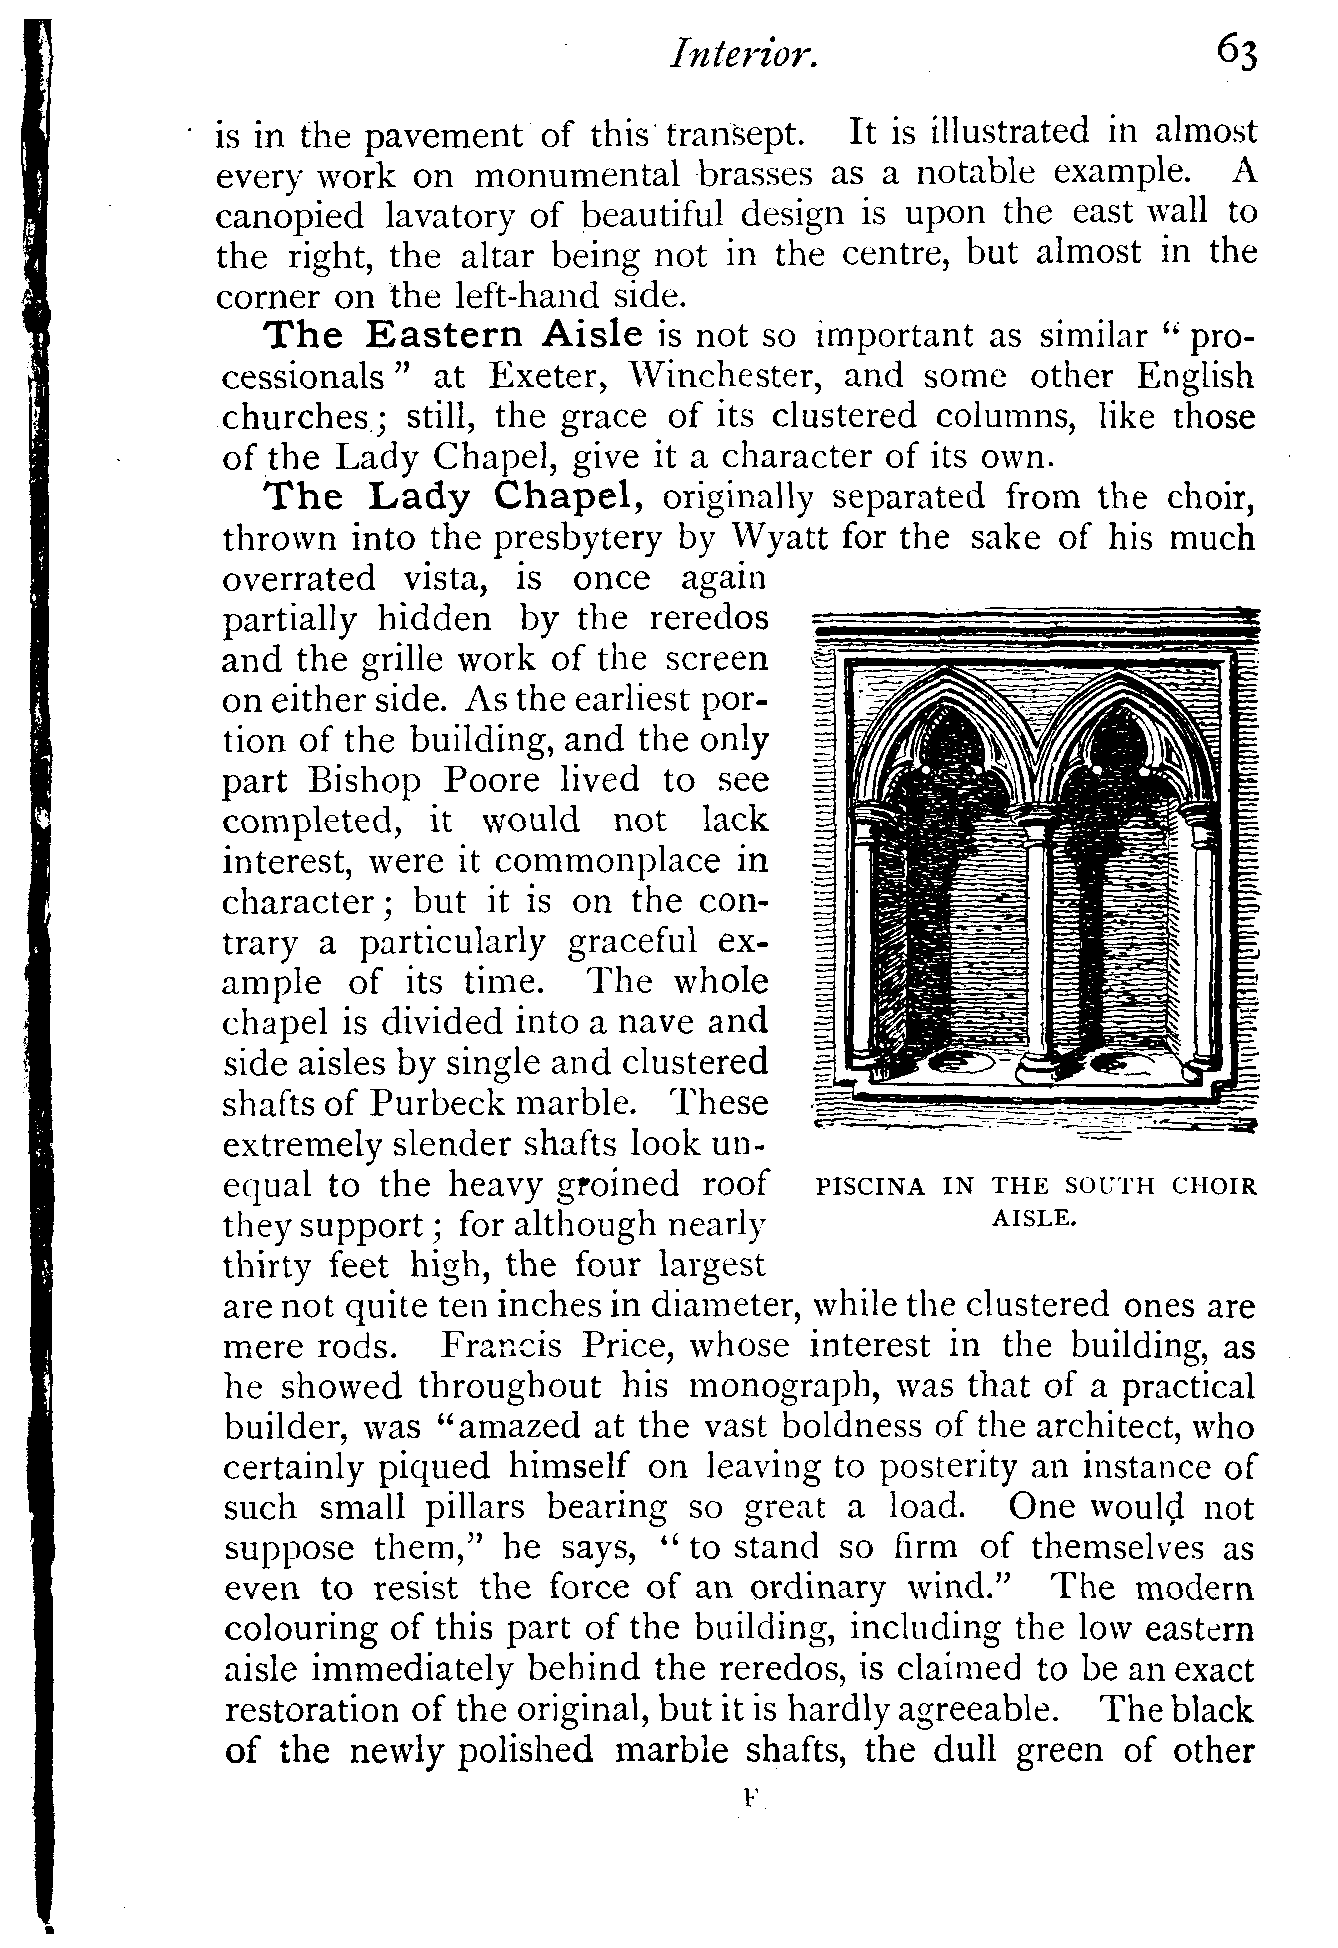 Interior. 63
is in the pavement of this transept. It is illustrated in almost
every work on monumental brasses as a notable example. A
canopied lavatory of beautiful design is upon the east wall to
the right, the altar being not in the centre, but almost in the
corner on the left-hand side.
The Eastern Aisle is not so important as similar “ pro-
cessionals ” at Exeter, Winchester, and some other English
churches ; still, the grace of its clustered columns, like those
of the Lady Chapel, give it a character of its own.
The Lady Chapel, originally separated from the choir,
thrown into the presbytery by Wyatt for the sake of his much
overrated vista, is once again
partially hidden by the reredos
and the grille work of the screen
on either side. As the earliest por-
tion of the building, and the only
part Bishop Poore lived to see
completed, it would not lack
interest, were it commonplace in
character ; but it is on the con-
trary a particularly graceful ex-
ample of its time. The whole
chapel is divided into a nave and
side aisles by single and clustered
shafts of Purbeck marble. These
extremely slender shafts look un-
equal to the heavy groined roof
they support ; for although nearly
thirty feet high, the four largest
PISCINA IN THE SOUTH CHOIR
AISLE.
are not quite ten inches in diameter, while the clustered ones are
mere rods. Francis Price, whose interest in the building, as
he showed throughout his monograph, was that of a practical
builder, was “amazed at the vast boldness of the architect, who
certainly piqued himself on leaving to posterity an instance of
such small pillars bearing so great a load. One would not
suppose them,” he says, “ to stand so firm of themselves as
even to resist the force of an ordinary wind.” The modern
colouring of this part of the building, including the low eastern
aisle immediately behind the reredos, is claimed to be an exact
restoration of the original, but it is hardly agreeable. The black
of the newly polished marble shafts, the dull green of other
F